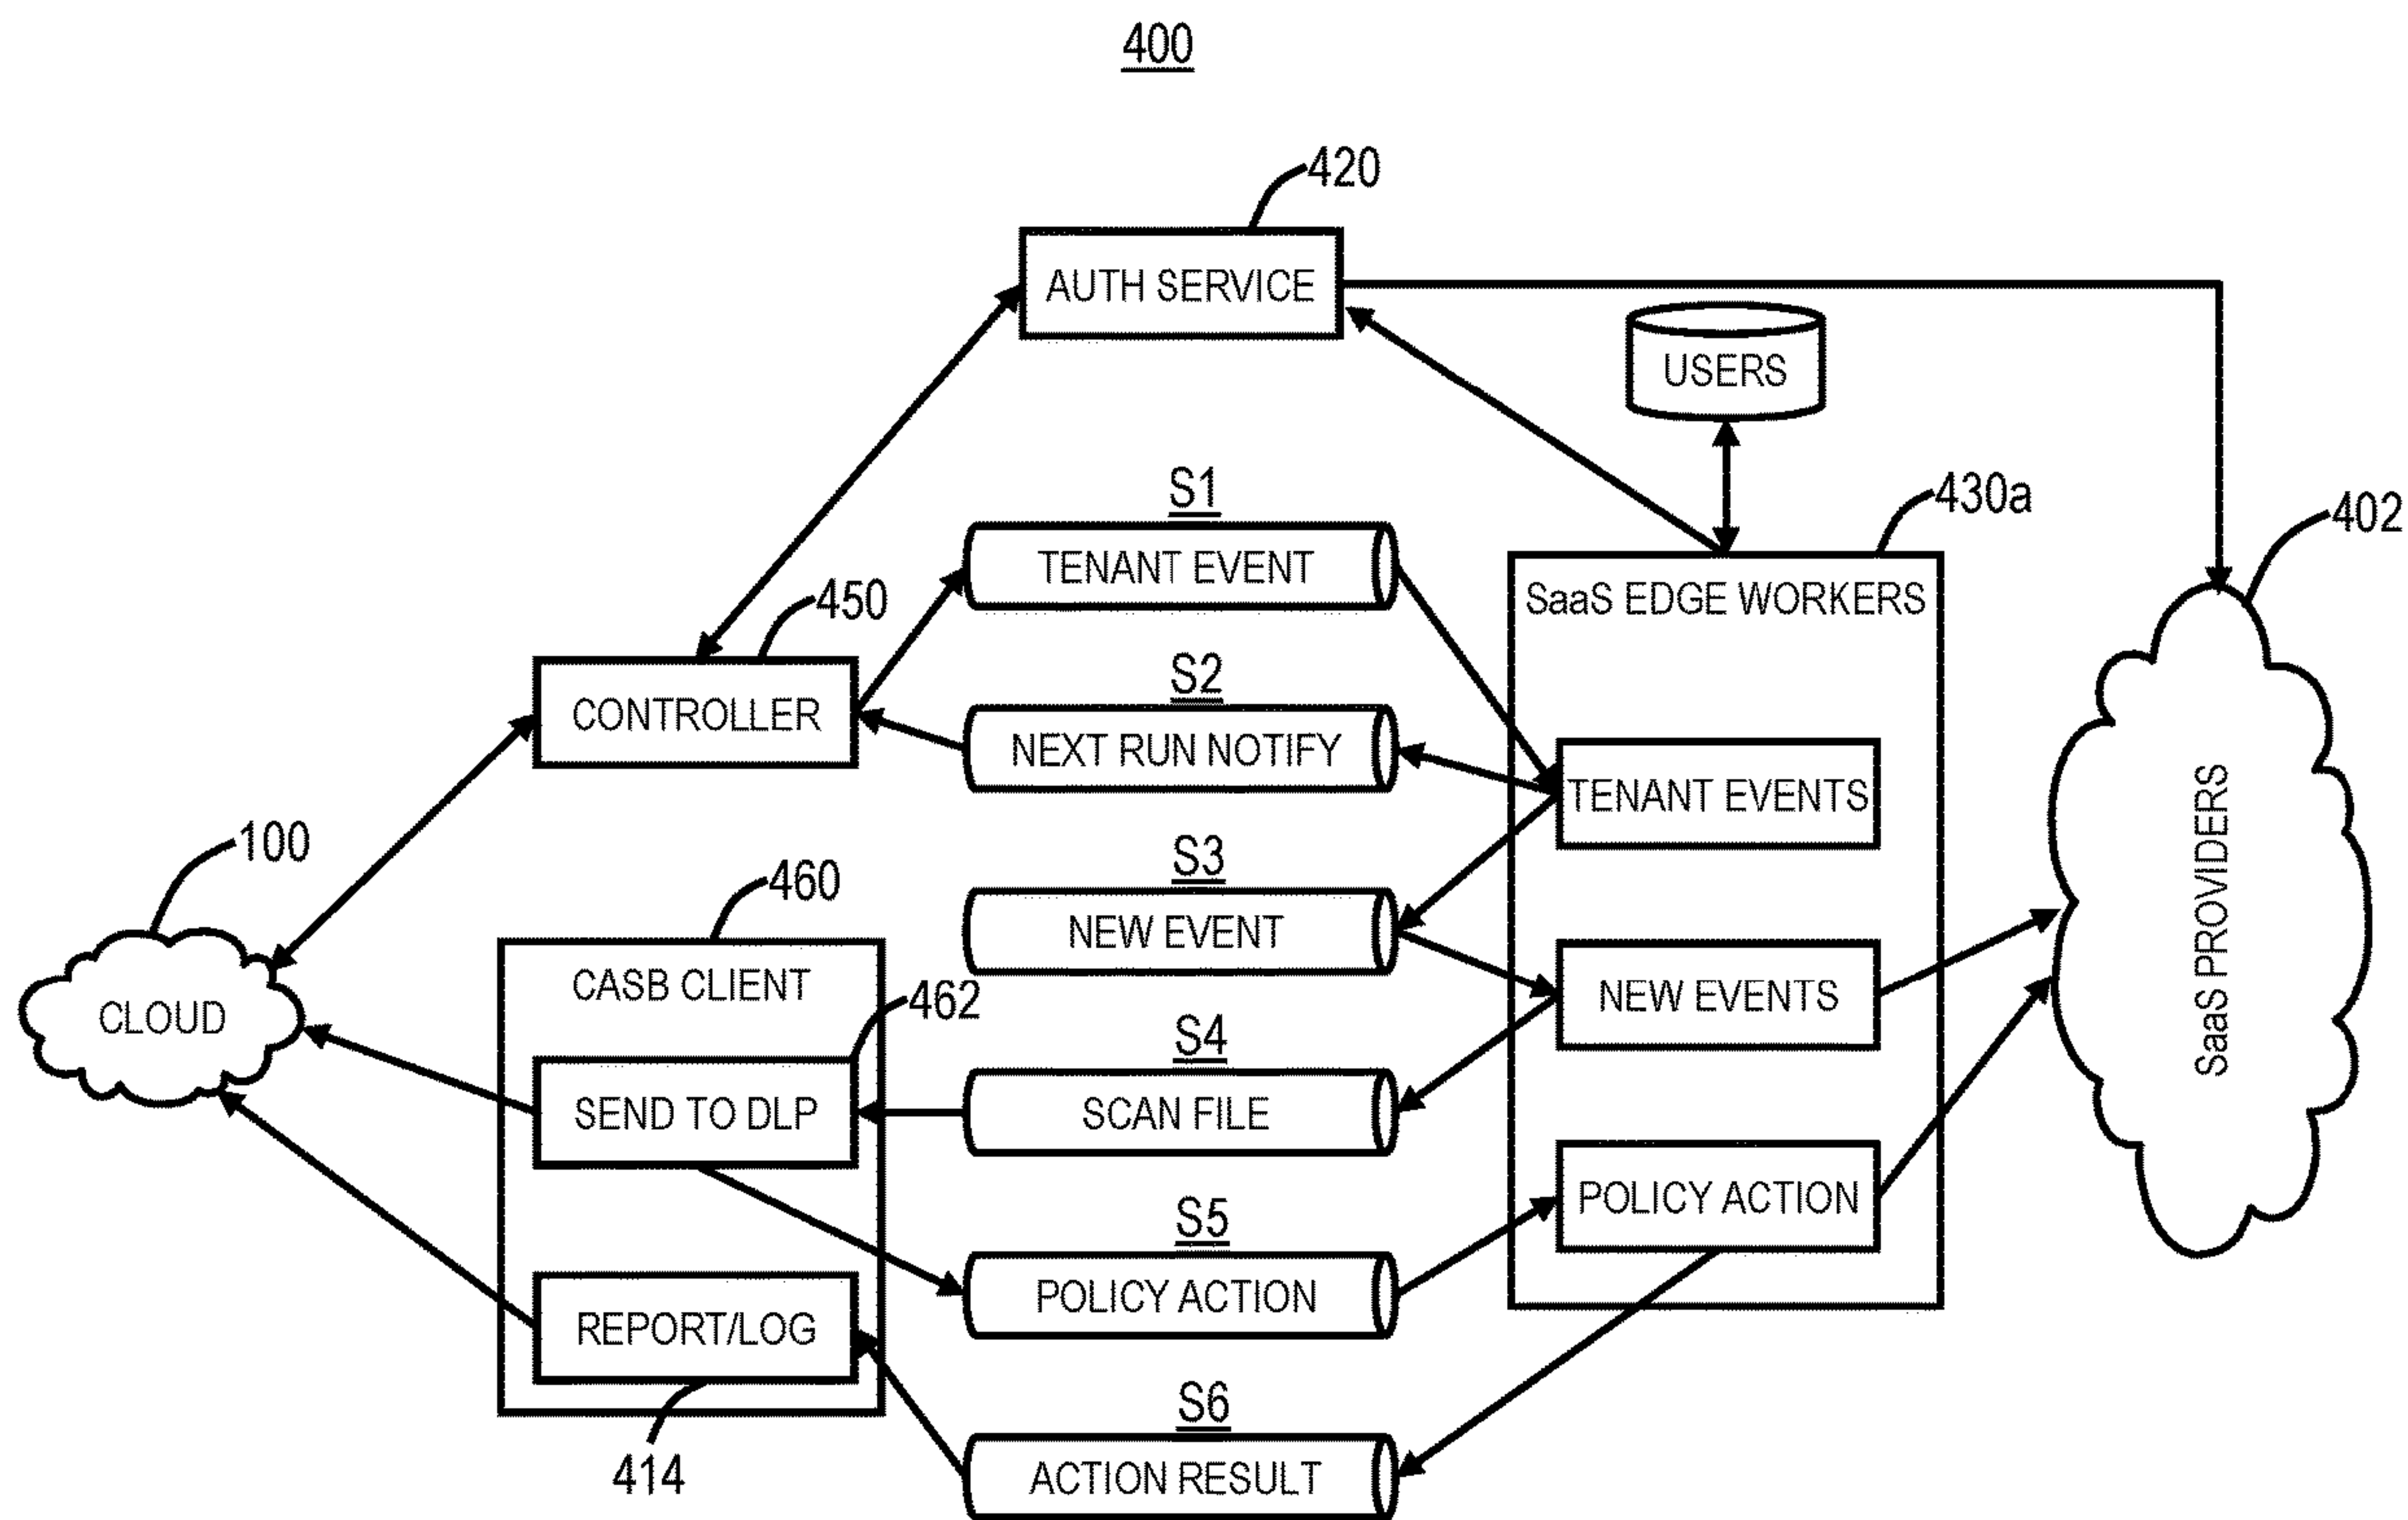 400
420
AUTH SERVICE
USERS
S1
430a
402
TENANT EVENT
SaaS EDGE WORKERS
450
S2
CONTROLLER
NEXT RUN NOTIFY
TENANT EVENTS
SaaS PROVIDERS
100
460
S3
NEW EVENT
CASB CLIENT
462
NEW EVENTS
CLOUD
S4
SEND TO DLP
SCAN FILE
POLICY ACTION
S5
POLICY ACTION
REPORT/LOG
S6
414
ACTION RESULT